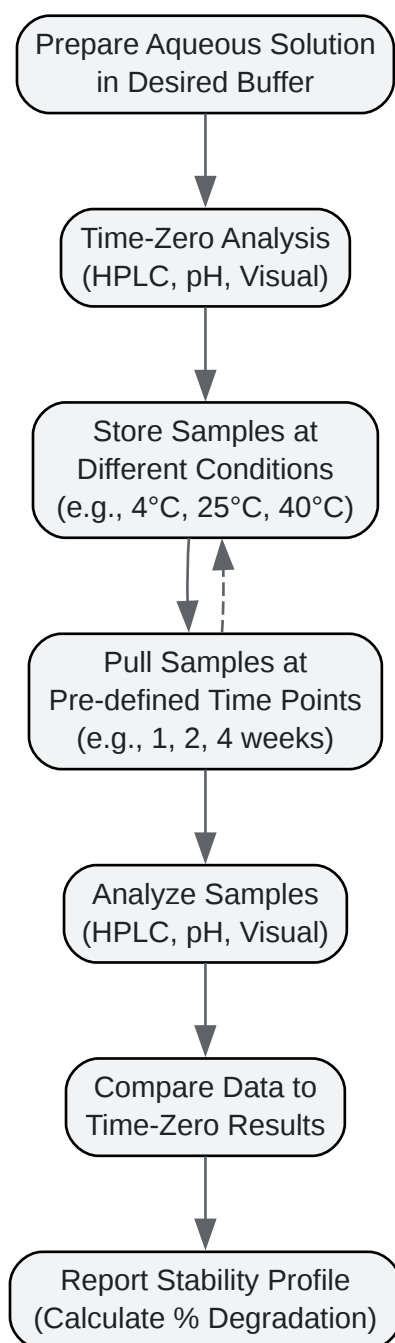 Prepare Aqueous Solution
in Desired Buffer
Time-Zero Analysis
(HPLC, pH, Visual)
Store Samples at
Different Conditions
(e.g., 4°C, 25°C, 40°C)
Pull Samples at
Pre-defined Time Points
(e.g., 1, 2, 4 weeks)
Analyze Samples
(HPLC, pH, Visual)
Compare Data to
Time-Zero Results
Report Stability Profile
(Calculate % Degradation)